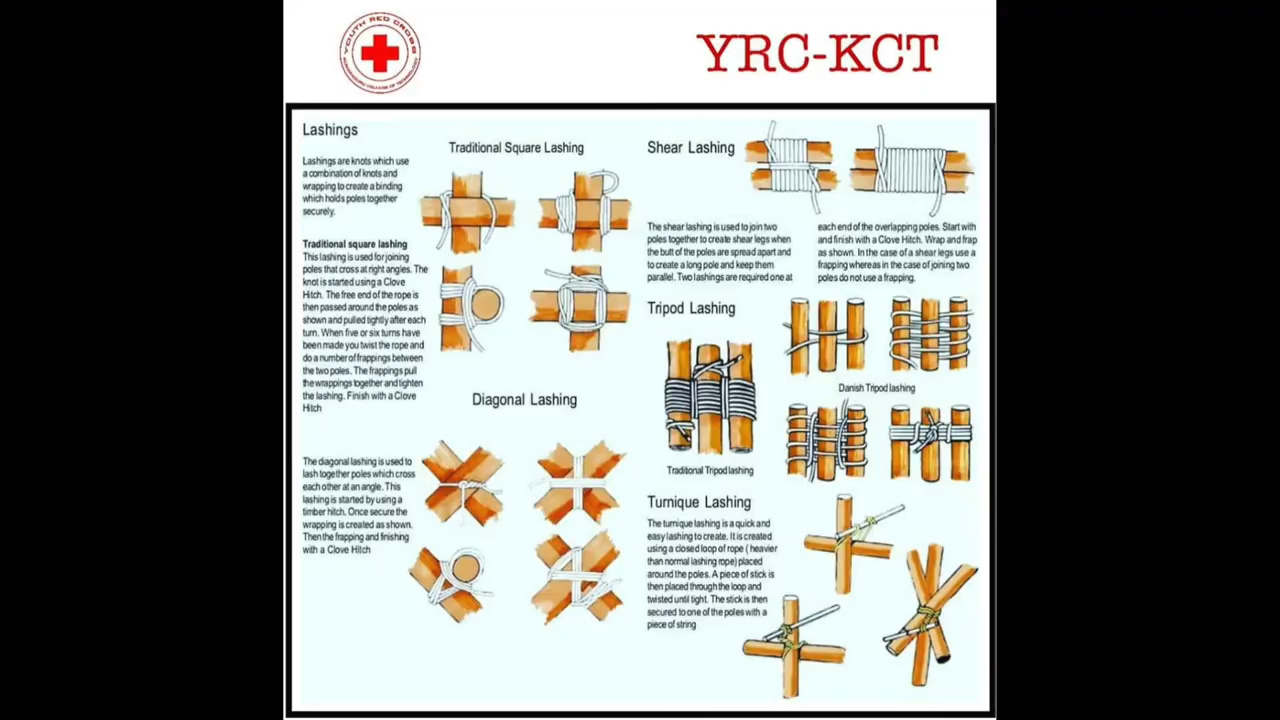 YOUTH RED CROSS
YRC-KCT
Lashings
Lashings are knots which use
a combination of knots and
wrapping to create a binding
which holds poles together
securely.
Traditional square lashing
This lashing is used for joining
poles that cross at right angles. The
knot is started using a Clove
Hitch. The free end of the rope is
then passed around the poles as
shown and pulled tightly after each
turn. When five or six turns have
been made you twist the rope and
do a number of frappings between
the two poles. The frappings pull
the wrappings together and tighten
the lashing. Finish with a Clove
Hitch
Traditional Square Lashing
Diagonal Lashing
The diagonal lashing is used to
lash together poles which cross
each other at an angle. This
lashing is started by using a
timber hitch. Once secure the
wrapping is created as shown.
Then the frapping and finishing
with a Clove Hitch
Shear Lashing
The shear lashing is used to join two
poles together to create shear legs when
the butt of the poles are spread apart and
to create a long pole and keep them
parallel. Two lashings are required one at
each end of the overlapping poles. Start with
and finish with a Clove Hitch. Wrap and frap
as shown. In the case of a shear legs use a
frapping whereas in the case of joining two
poles do not use a frapping.
Tripod Lashing
Danish Tripod lashing
Traditional Tripod lashing
Turnique Lashing
The turnique lashing is a quick and
easy lashing to create. It is created
using a closed loop of rope ( heavier
than normal lashing rope) placed
around the poles. A piece of stick is
then placed through the loop and
twisted until tight. The stick is then
secured to one of the poles with a
piece of string